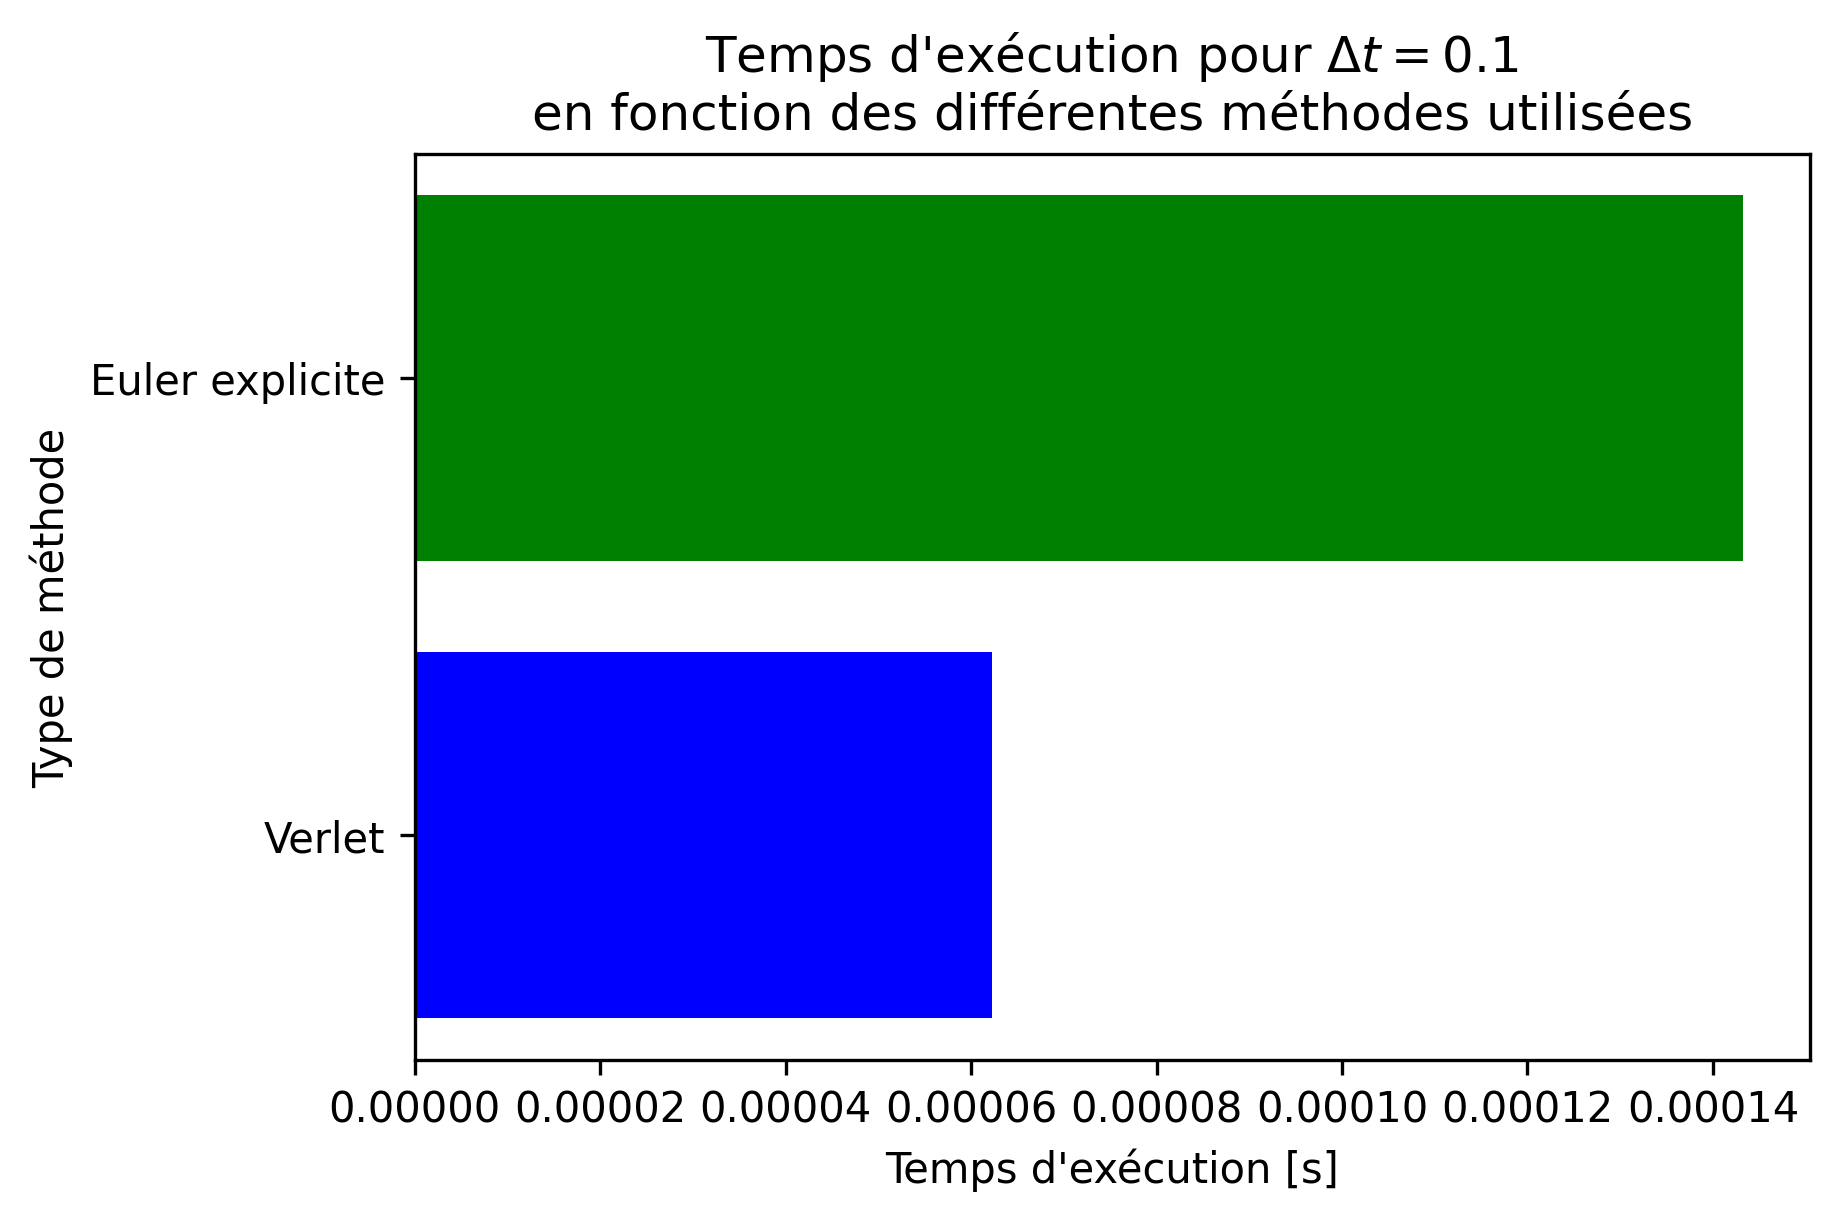 Temps d'exécution pour Δt = 0.1
en fonction des différentes méthodes utilisées
Type de méthode
Euler explicite
Verlet
0.00000 0.00002 0.00004 0.00006 0.00008 0.00010 0.00012 0.00014
Temps d'exécution [s]